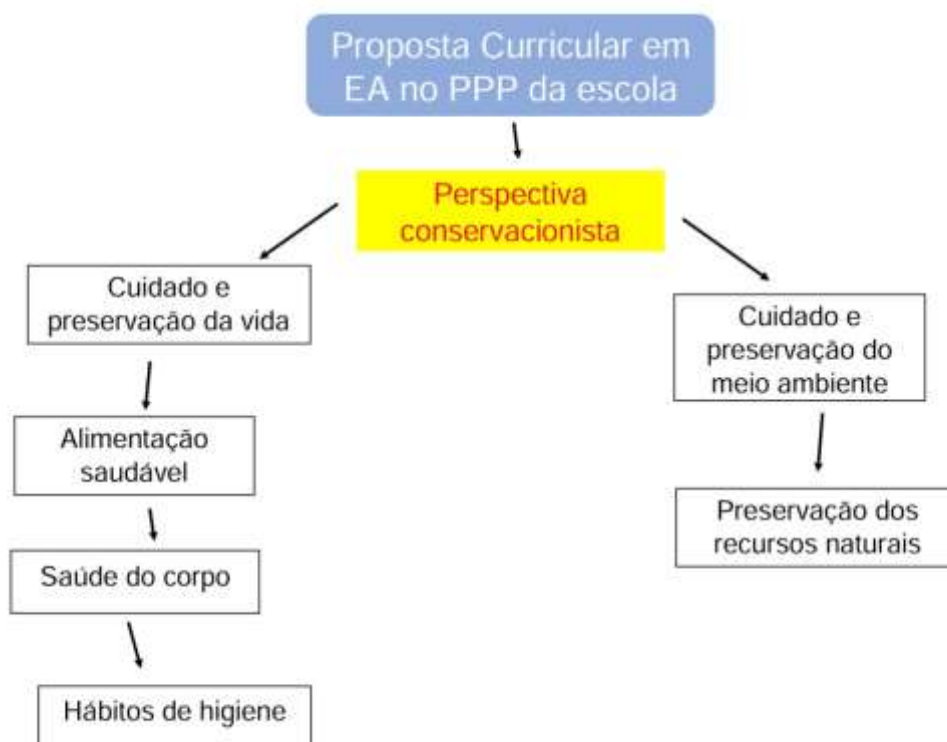 Proposta Curricular em
EA no PPP da escola
Perspectiva
conservacionista
Cuidado e
preservação da vida
Cuidado e
preservação do
meio ambiente
Alimentação
saudável
Preservação dos
recursos naturais
Saúde do corpo
Hábitos de higiene